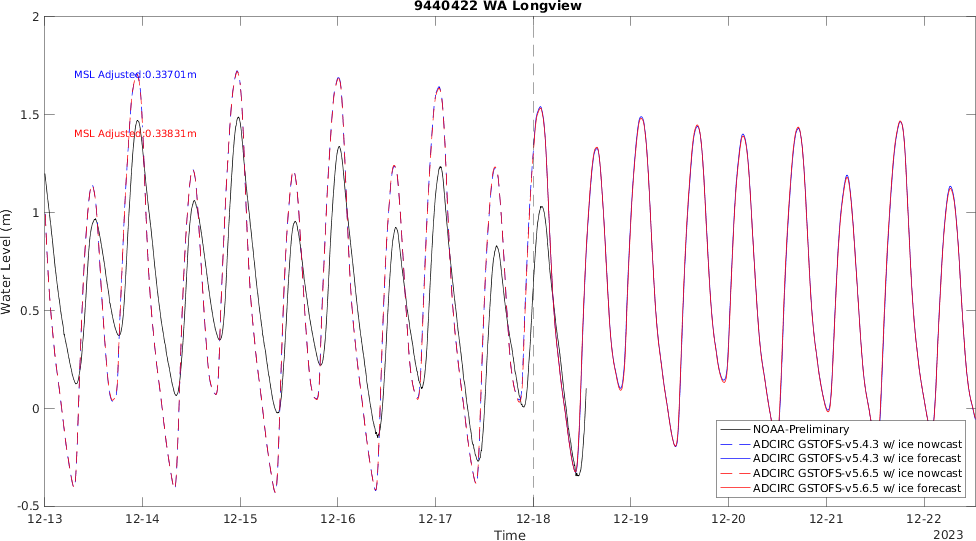 9440422 WA Longview
2
1.5
1
0.5
0
-0.5
Water Level (m)
MSL Adjusted:0.33701m
MSL Adjusted:0.33831m
NOAA-Preliminary
ADCIRC GSTOFS-v5.4.3 w/ ice nowcast
ADCIRC GSTOFS-v5.4.3 w/ ice forecast
ADCIRC GSTOFS-v5.6.5 w/ ice nowcast
ADCIRC GSTOFS-v5.6.5 w/ ice forecast
12-13 12-14 12-15 12-16 12-17 12-18 12-19 12-20 12-21 12-22
Time
2023